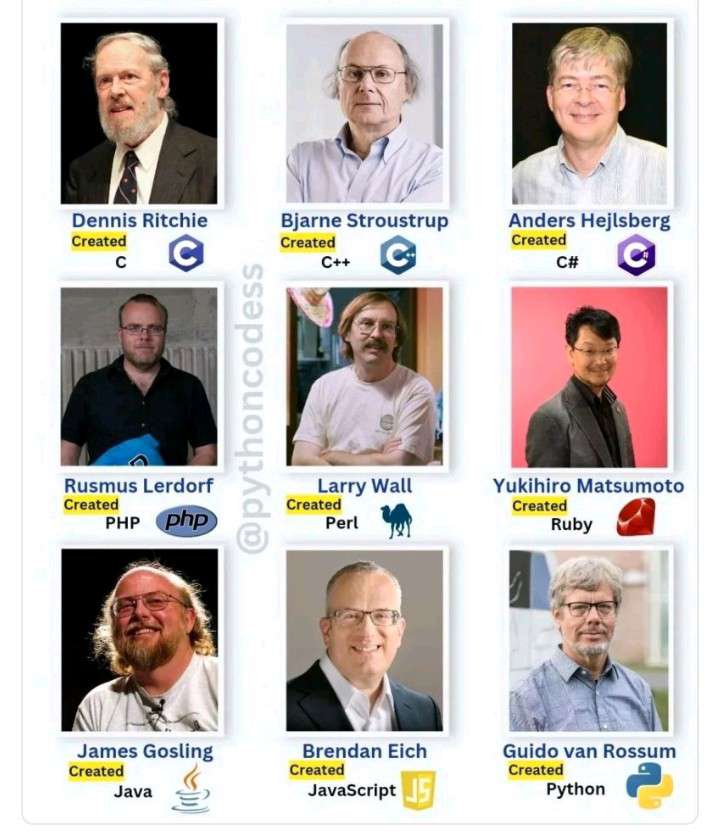 Dennis Ritchie
Created
C
C
Bjarne Stroustrup
Created
C++
C++
Anders Hejlsberg
Created
C#
C#
@pythoncodess
Rusmus Lerdorf
Created
PHP
php
Larry Wall
Created
Perl
Yukihiro Matsumoto
Created
Ruby
James Gosling
Created
Java
Brendan Eich
Created
JavaScript
JS
Guido van Rossum
Created
Python